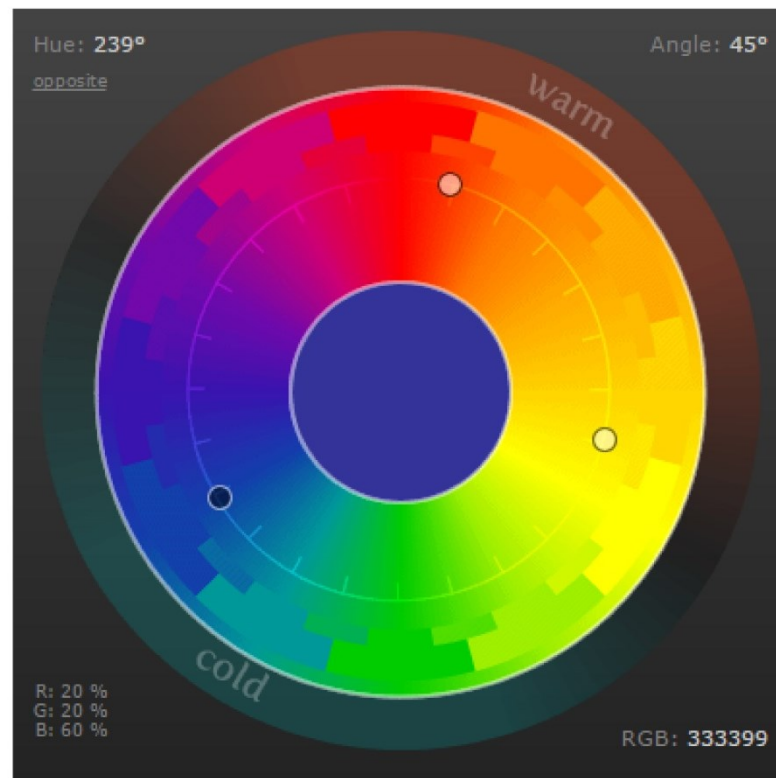 Hue: 239°
Angle: 45°
opposite
warm
cold
R: 20 %
G: 20 %
B: 60 %
RGB: 333399